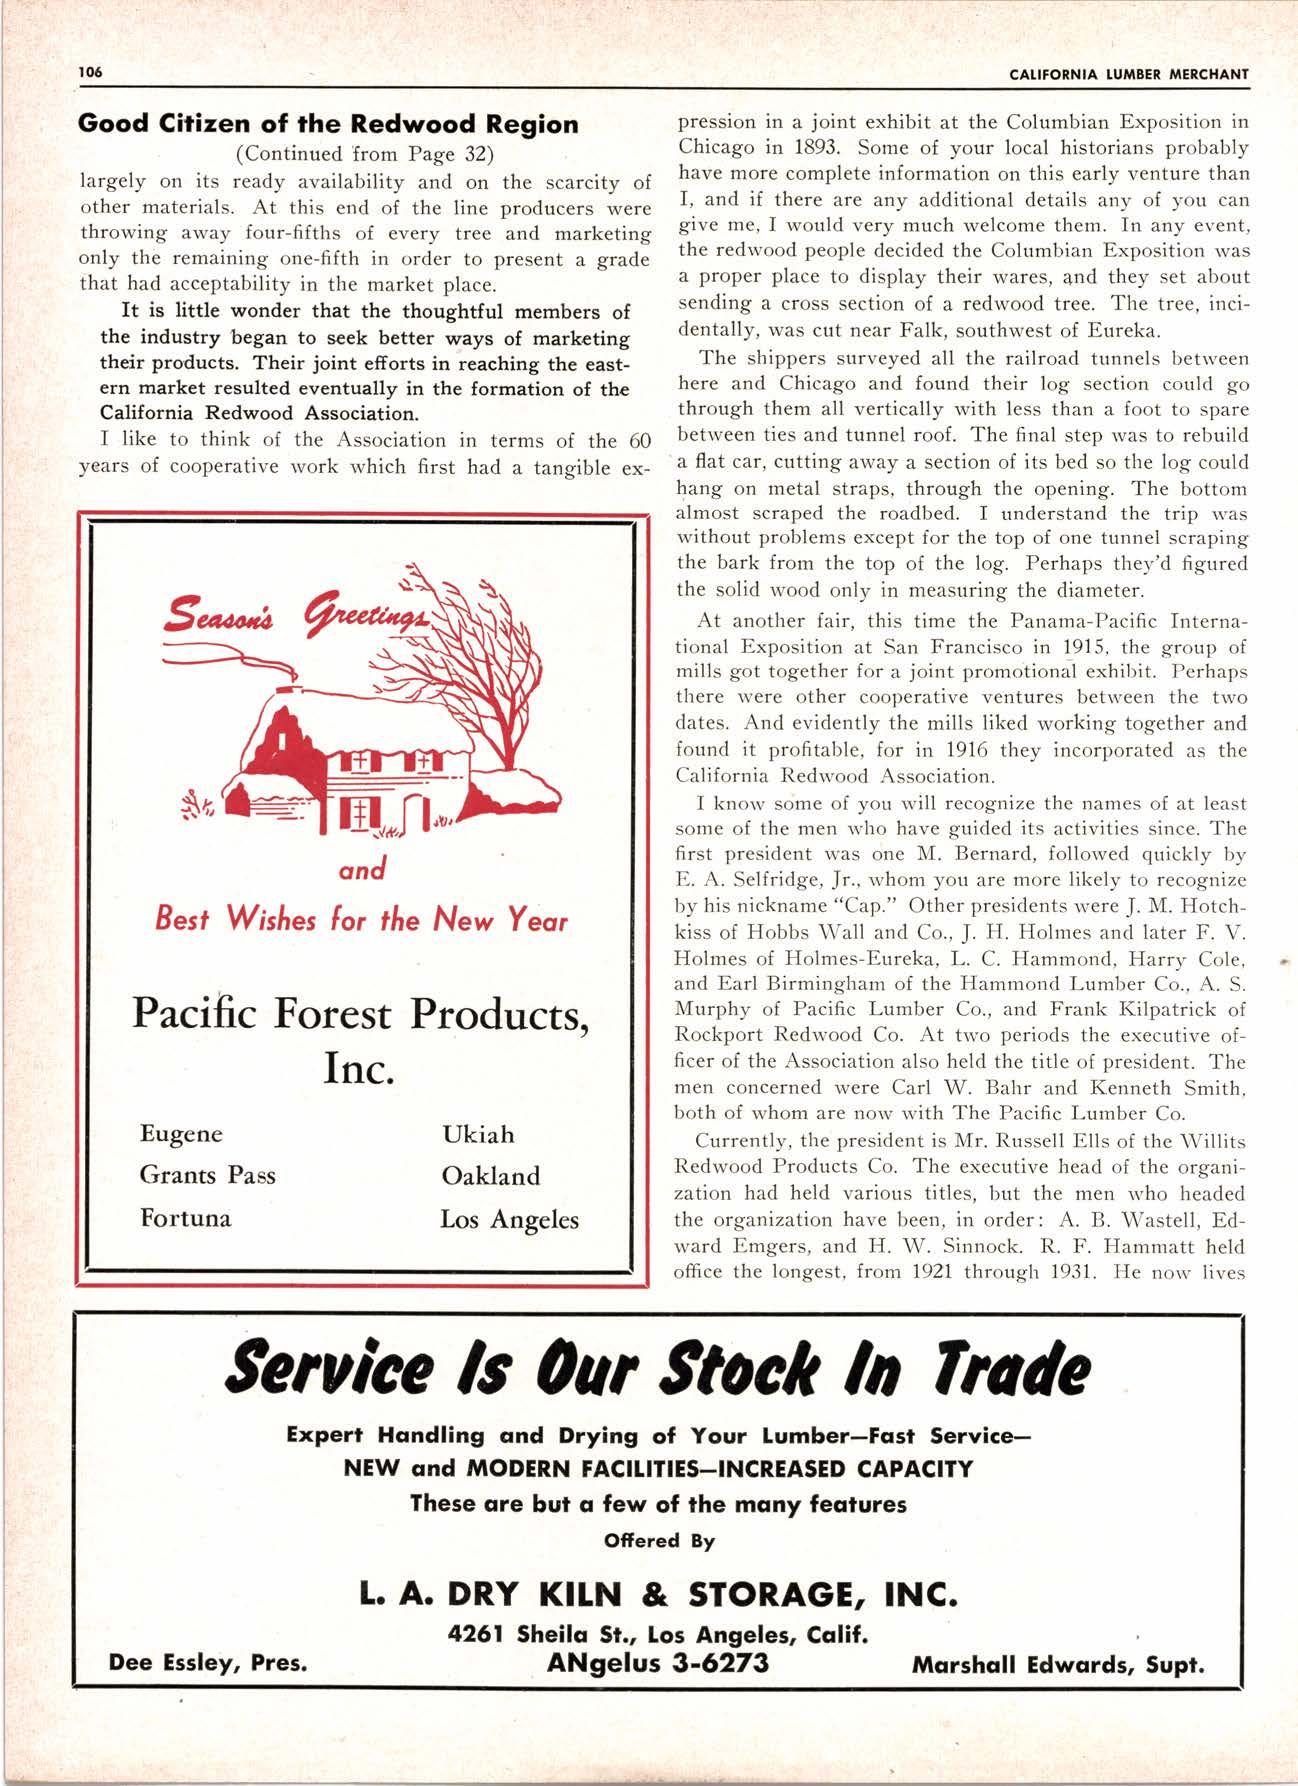 106
CALIFORNIA LUMBER MERCHANT
Good Citizen of the Redwood Region
(Continued from Page 32)
largely on its ready availability and on the scarcity of
other materials. At this end of the line producers were
throwing away four-fifths of every tree and marketing
only the remaining one-fifth in order to present a grade
that had acceptability in the market place.
It is little wonder that the thoughtful members of
the industry began to seek better ways of marketing
their products. Their joint efforts in reaching the east-
ern market resulted eventually in the formation of the
California Redwood Association.
I like to think of the Association in terms of the 60
years of cooperative work which first had a tangible ex-
pression in a joint exhibit at the Columbian Exposition in
Chicago in 1893. Some of your local historians probably
have more complete information on this early venture than
I, and if there are any additional details any of you can
give me, I would very much welcome them. In any event,
the redwood people decided the Columbian Exposition was
a proper place to display their wares, and they set about
sending a cross section of a redwood tree. The tree, inci-
dentally, was cut near Falk, southwest of Eureka.
The shippers surveyed all the railroad tunnels between
here and Chicago and found their log section could go
through them all vertically with less than a foot to spare
between ties and tunnel roof. The final step was to rebuild
a flat car, cutting away a section of its bed so the log could
hang on metal straps, through the opening. The bottom
almost scraped the roadbed. I understand the trip was
without problems except for the top of one tunnel scraping
the bark from the top of the log. Perhaps they'd figured
the solid wood only in measuring the diameter.
At another fair, this time the Panama-Pacific Interna-
tional Exposition at San Francisco in 1915, the group of
mills got together for a joint promotional exhibit. Perhaps
there were other cooperative ventures between the two
dates. And evidently the mills liked working together and
found it profitable, for in 1916 they incorporated as the
California Redwood Association.
I know some of you will recognize the names of at least
some of the men who have guided its activities since. The
first president was one M. Bernard, followed quickly by
E. A. Selfridge, Jr., whom you are more likely to recognize
by his nickname "Cap." Other presidents were J. M. Hotch-
kiss of Hobbs Wall and Co., J. H. Holmes and later F. V.
Holmes of Holmes-Eureka, L. C. Hammond, Harry Cole,
and Earl Birmingham of the Hammond Lumber Co., A. S.
Murphy of Pacific Lumber Co., and Frank Kilpatrick of
Rockport Redwood Co. At two periods the executive of-
ficer of the Association also held the title of president. The
men concerned were Carl W. Bahr and Kenneth Smith,
both of whom are now with The Pacific Lumber Co.
Currently, the president is Mr. Russell Ells of the Willits
Redwood Products Co. The executive head of the organi-
zation had held various titles, but the men who headed
the organization have been, in order: A. B. Wastell, Ed-
ward Emgers, and H. W. Sinnock. R. F. Hammatt held
office the longest, from 1921 through 1931. He now lives
Season's Greetings
and
Best Wishes for the New Year
Pacific Forest Products,
Inc.
Eugene Ukiah
Grants Pass Oakland
Fortuna Los Angeles
Service Is Our Stock In Trade
Expert Handling and Drying of Your Lumber—Fast Service—
NEW and MODERN FACILITIES—INCREASED CAPACITY
These are but a few of the many features
Offered By
L. A. DRY KILN & STORAGE, INC.
4261 Sheila St., Los Angeles, Calif.
Dee Essley, Pres. ANgelus 3-6273 Marshall Edwards, Supt.